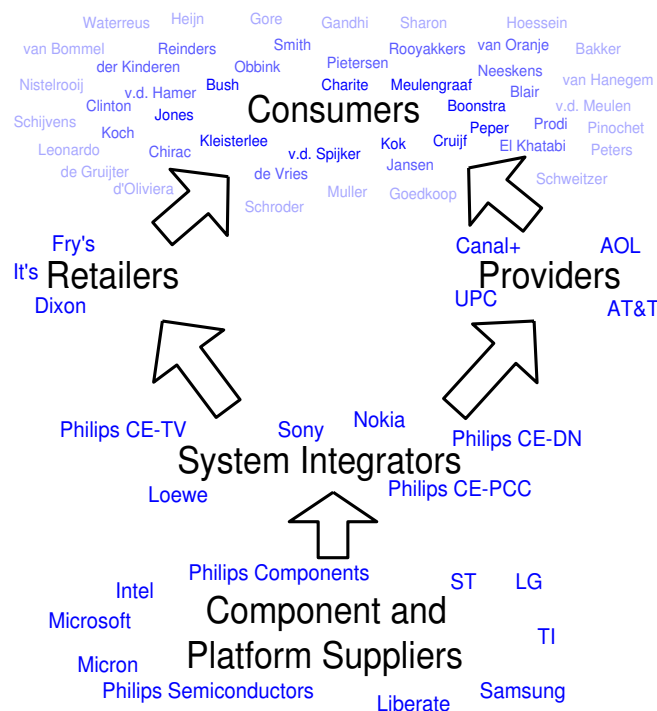 Waterreus Heijn Gore Gandhi Sharon Hoessein
van Bommel Reinders Smith Pietersen Rooyakkers van Oranje Bakker
der Kinderen Obbink Neeskens
Nistelrooij v.d. Hamer Bush Charite Meulengraaf Blair van Hanegem
Clinton Jones Consumers Boonstra v.d. Meulen
Schijvens Koch Peper Prodi Pinochet
Leonardo Chirac Kleisterlee v.d. Spijker Kok Cruijf El Khatabi Peters
de Gruijter de Vries Jansen Schweitzer
d'Oliviera Muller Goedkoop
Schroder
Fry's Canal+ AOL
It's Retailers Providers
Dixon UPC AT&T
Philips CE-TV Sony Nokia Philips CE-DN
System Integrators
Loewe Philips CE-PCC
Philips Components ST LG
Intel
Microsoft Component and
TI
Micron Platform Suppliers
Philips Semiconductors Liberate Samsung